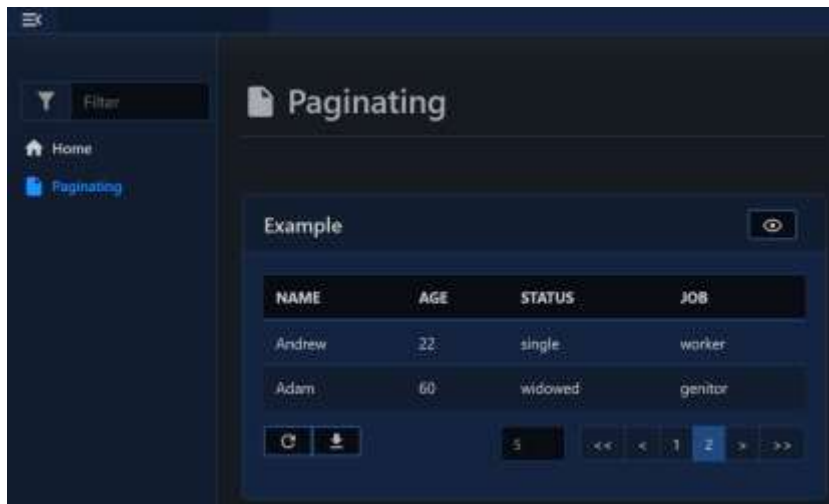 Filter
Home
Paginating
Paginating
Example
NAME AGE STATUS JOB
Andrew 22 single worker
Adam 60 widowed genitor
5 << < 1 2 > >>